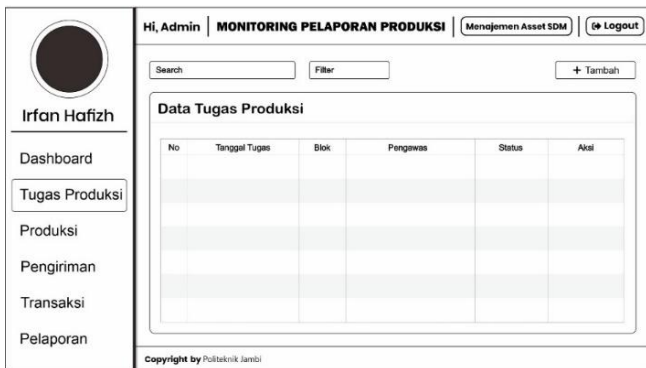 Hi, Admin MONITORING PELAPORAN PRODUKSI Menajemen Asset SDM Logout
Irfan Hafizh
Dashboard
Tugas Produksi
Produksi
Pengiriman
Transaksi
Pelaporan
Search Filter + Tambah
Data Tugas Produksi
No Tanggal Tugas Blok Pengawas Status Aksi
Copyright by Politeknik Jambi